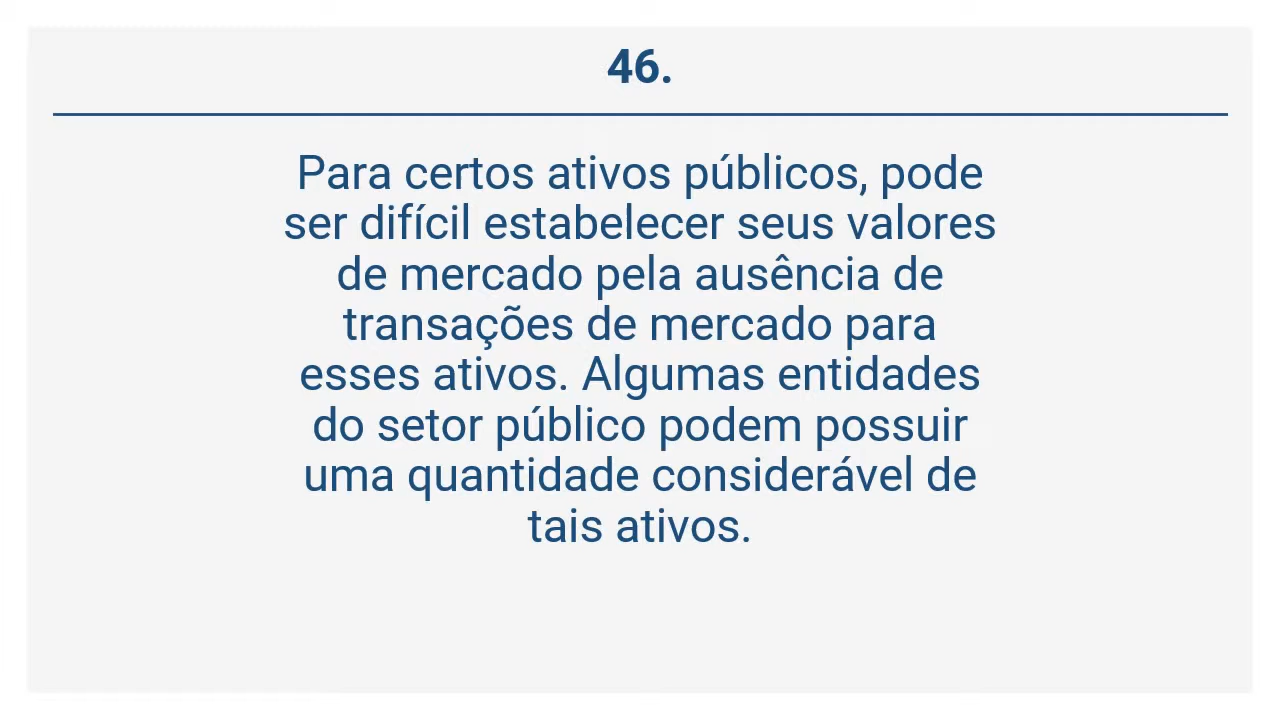 46.
Para certos ativos públicos, pode
ser difícil estabelecer seus valores
de mercado pela ausência de
transações de mercado para
esses ativos. Algumas entidades
do setor público podem possuir
uma quantidade considerável de
tais ativos.